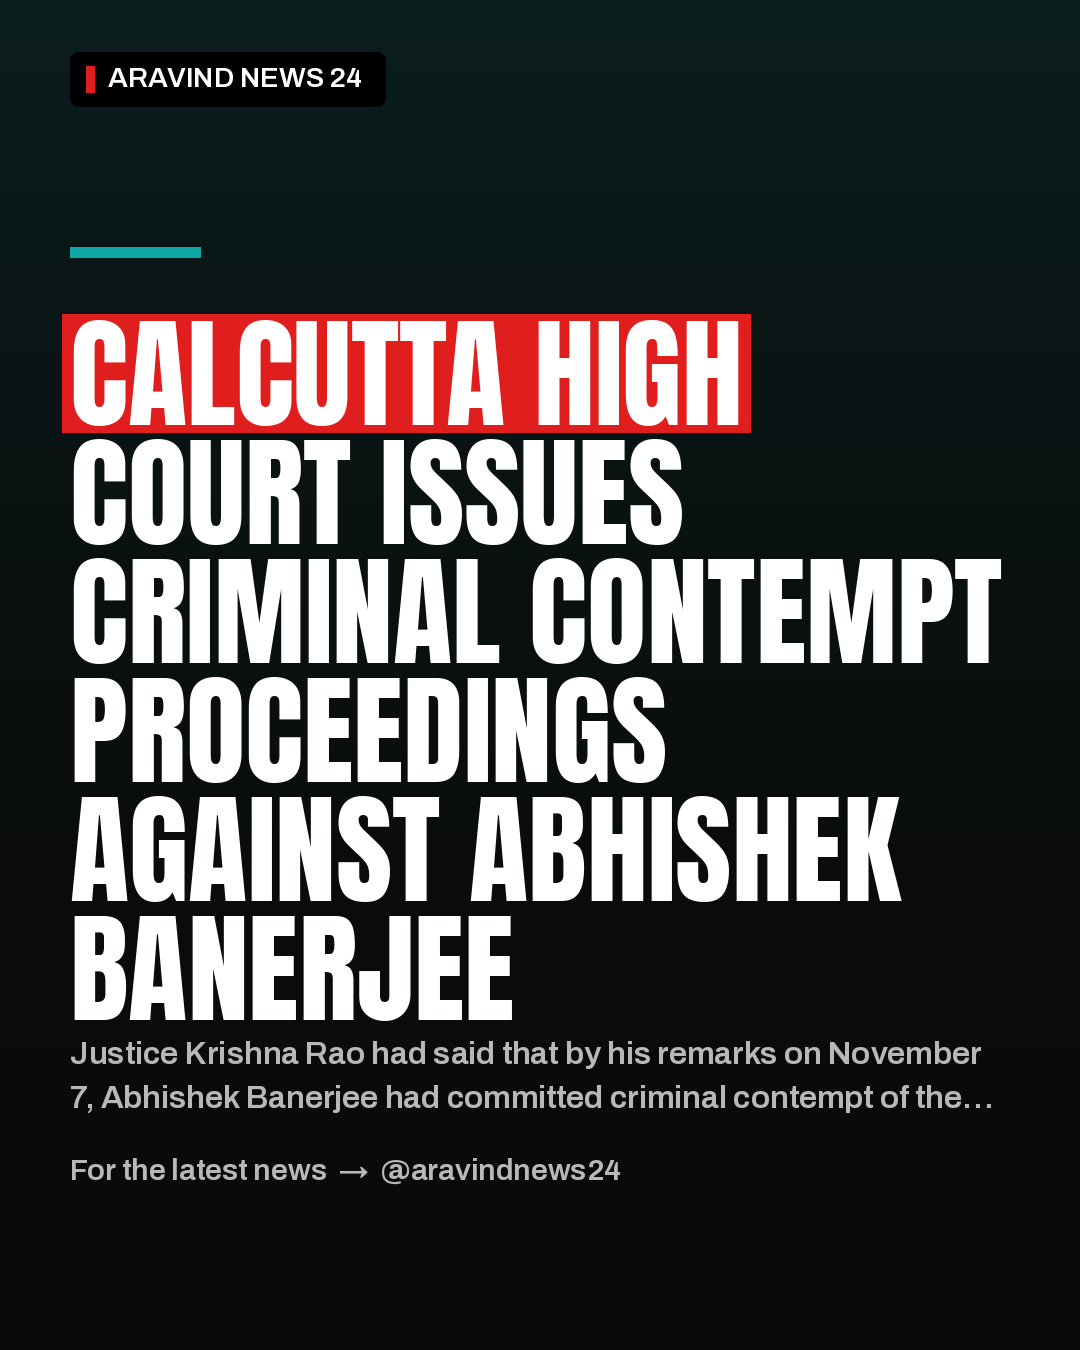 ARAVIND NEWS 24
CALCUTTA HIGH
COURT ISSUES
CRIMINAL CONTEMPT
PROCEEDINGS
AGAINST ABHISHEK
BANERJEE
Justice Krishna Rao had said that by his remarks on November
7, Abhishek Banerjee had committed criminal contempt of the…
For the latest news → @aravindnews24